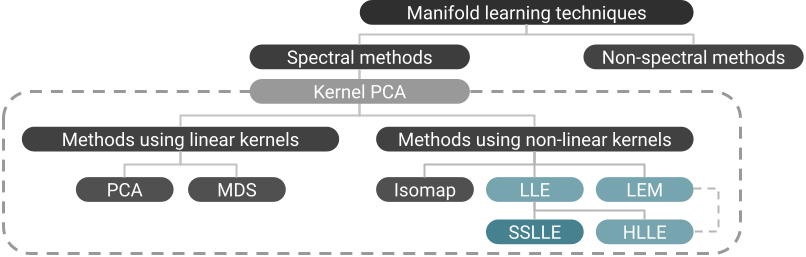 Manifold learning techniques
Spectral methods
Non-spectral methods
Kernel PCA
Methods using linear kernels
Methods using non-linear kernels
PCA
MDS
Isomap
LLE
LEM
SSLLE
HLLE